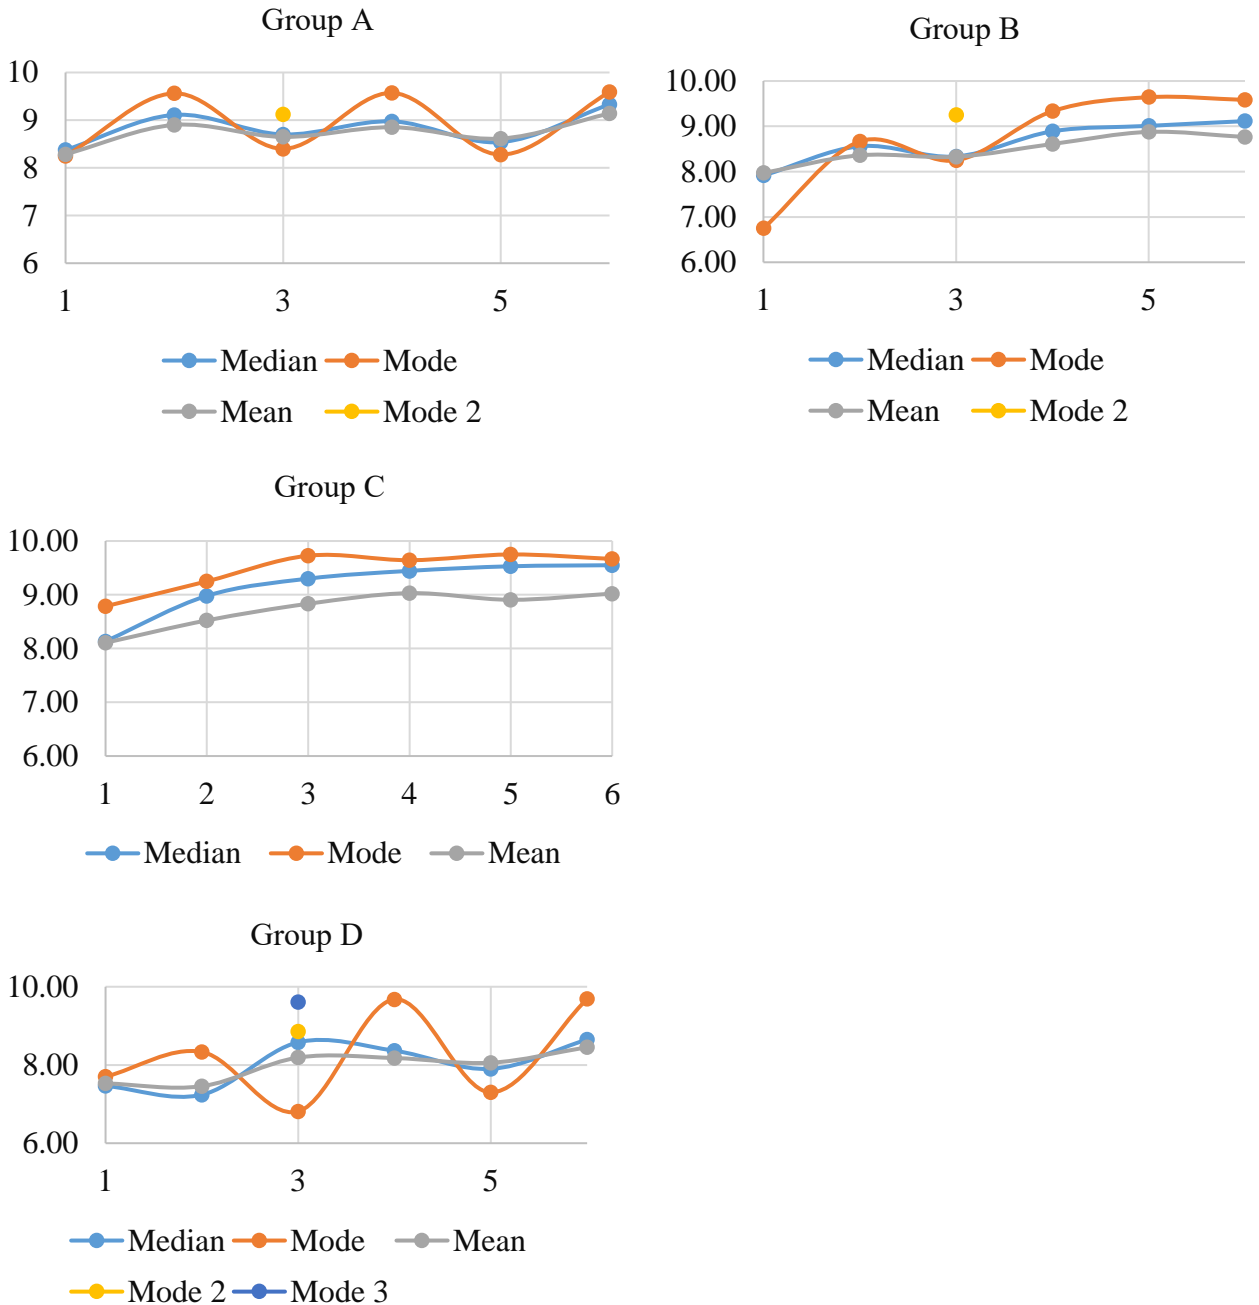 Group A
10
9
8
7
6
1 3 5
Median Mode
Mean Mode 2
Group B
10.00
9.00
8.00
7.00
6.00
1 3 5
Median Mode
Mean Mode 2
Group C
10.00
9.00
8.00
7.00
6.00
1 2 3 4 5 6
Median Mode Mean
Group D
10.00
8.00
6.00
1 3 5
Median Mode Mean
Mode 2 Mode 3